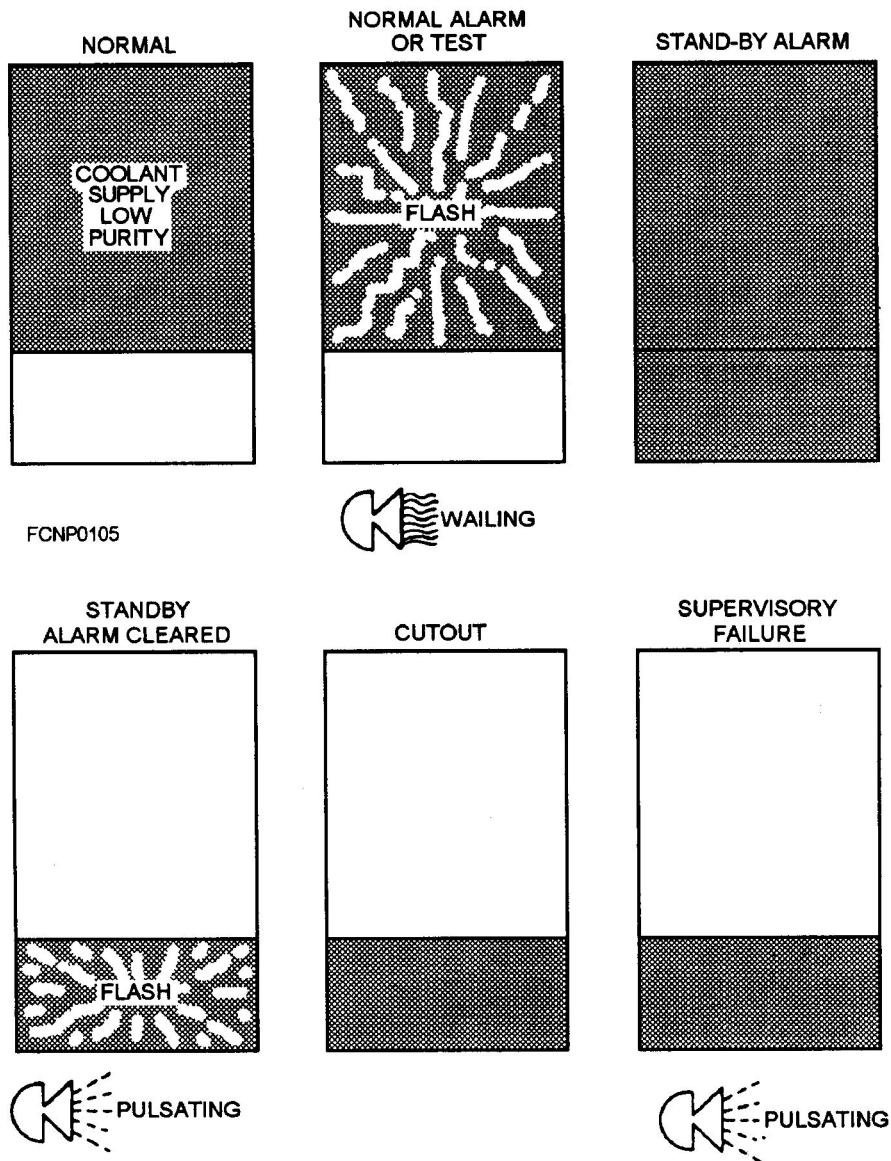 NORMAL
NORMAL ALARM
OR TEST
STAND-BY ALARM
COOLANT
SUPPLY
LOW
PURITY
FLASH
FCNP0105
WAILING
STANDBY
ALARM CLEARED
CUTOUT
SUPERVISORY
FAILURE
FLASH
PULSATING
PULSATING